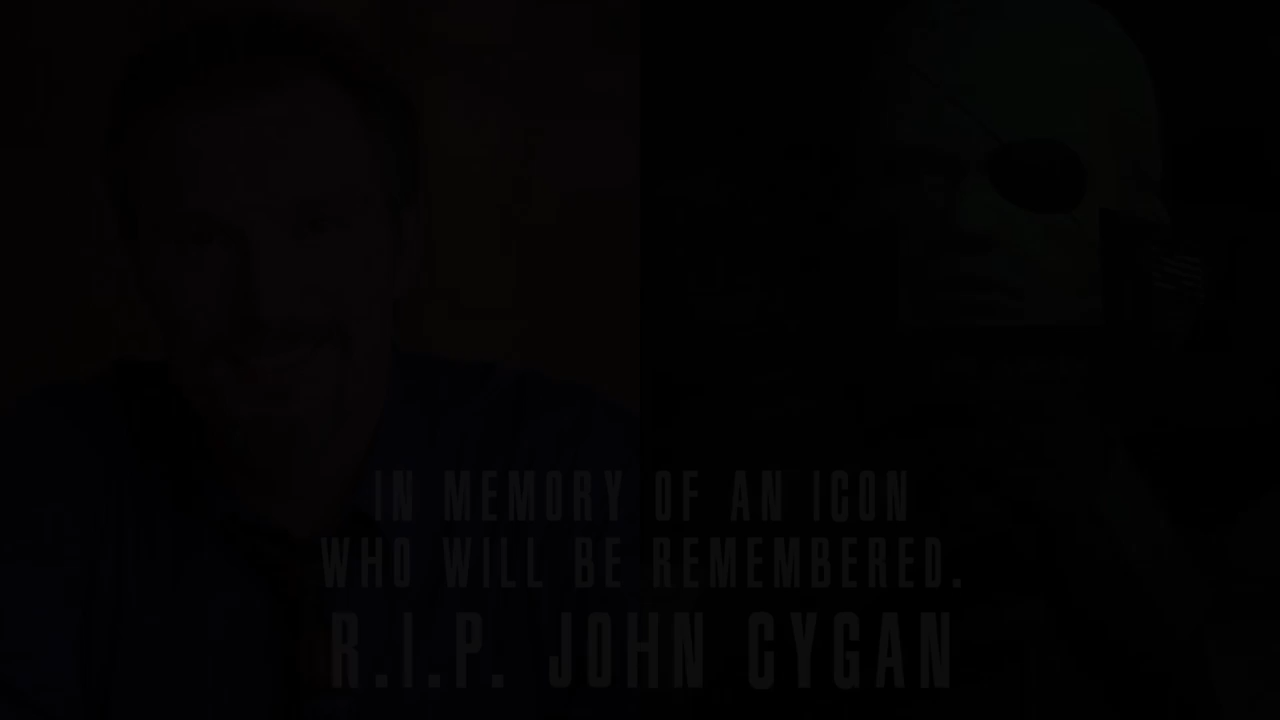 IN MEMORY OF AN ICON
WHO WILL BE REMEMBERED.
R.I.P. JOHN CYGAN